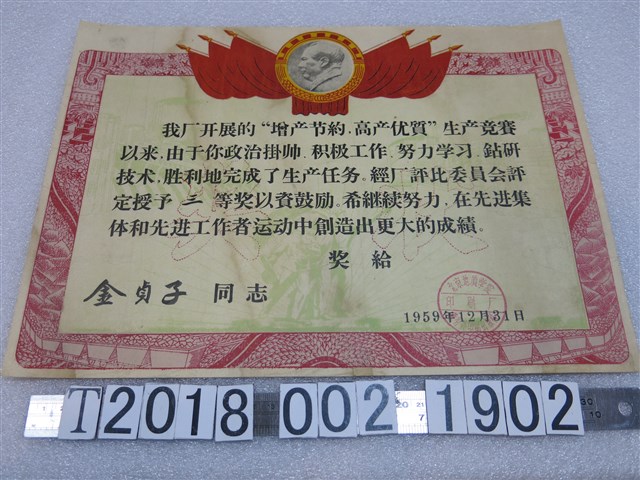 我厂开展的“增产节約，高产优質”生产竞赛
以来，由于你政治掛帅，积极工作，努力学习，鉆研
技术，胜利地完成了生产任务。經厂評比委員会評
定授予 三 等奖以資鼓励。希継续努力，在先进集
体和先进工作者运动中創造出更大的成績。
奖給
金贞子 同志
印刷厂
1959年12月31日
T2018 002 1902